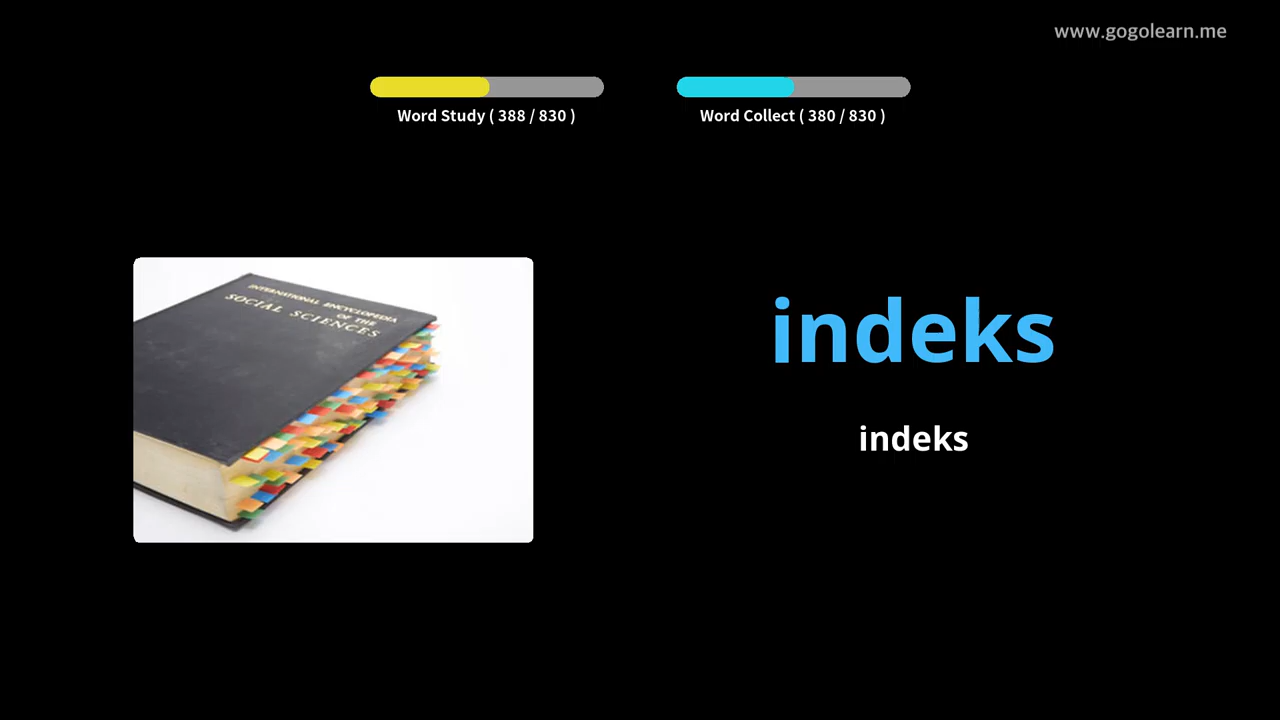 www.gogolearn.me
Word Study ( 388 / 830 )
Word Collect ( 380 / 830 )
INTERNATIONAL ENCYCLOPEDIA
OF THE
SOCIAL SCIENCES
indeks
indeks